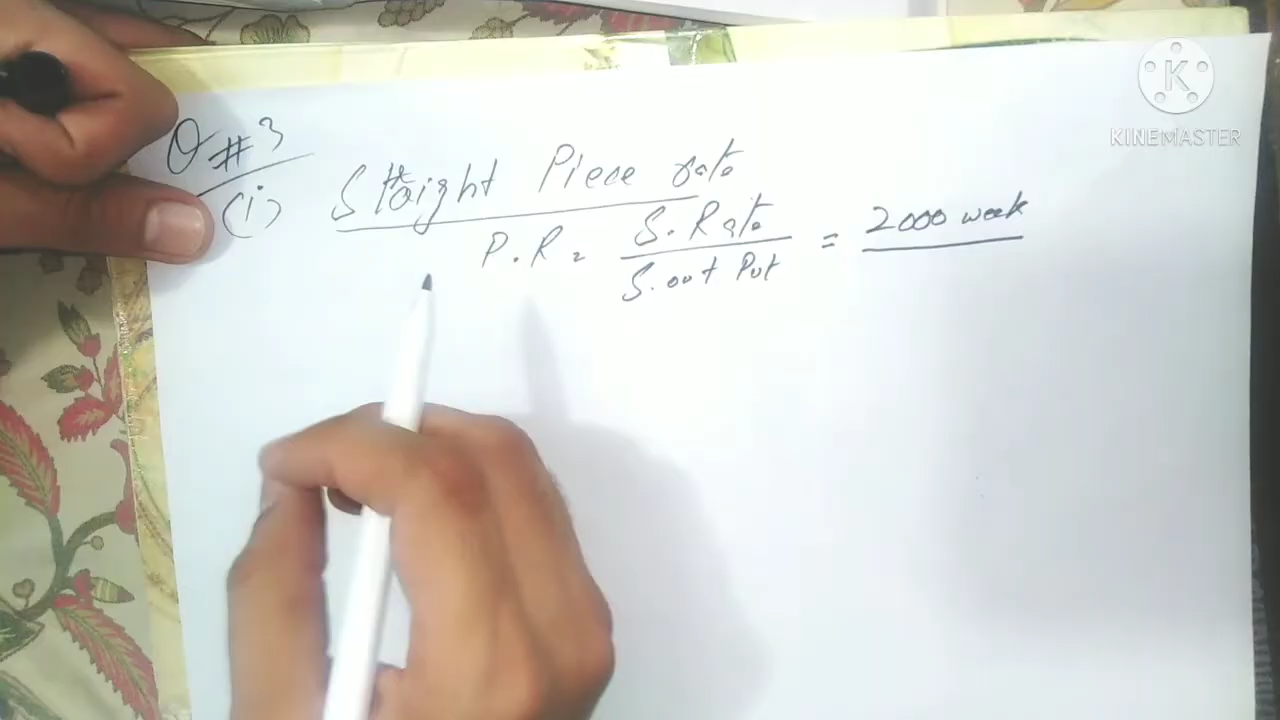 Q#3
(i) Straight Piece rate
P.R = S.Rate / S.out Put = 2000 week
K
KINEMASTER